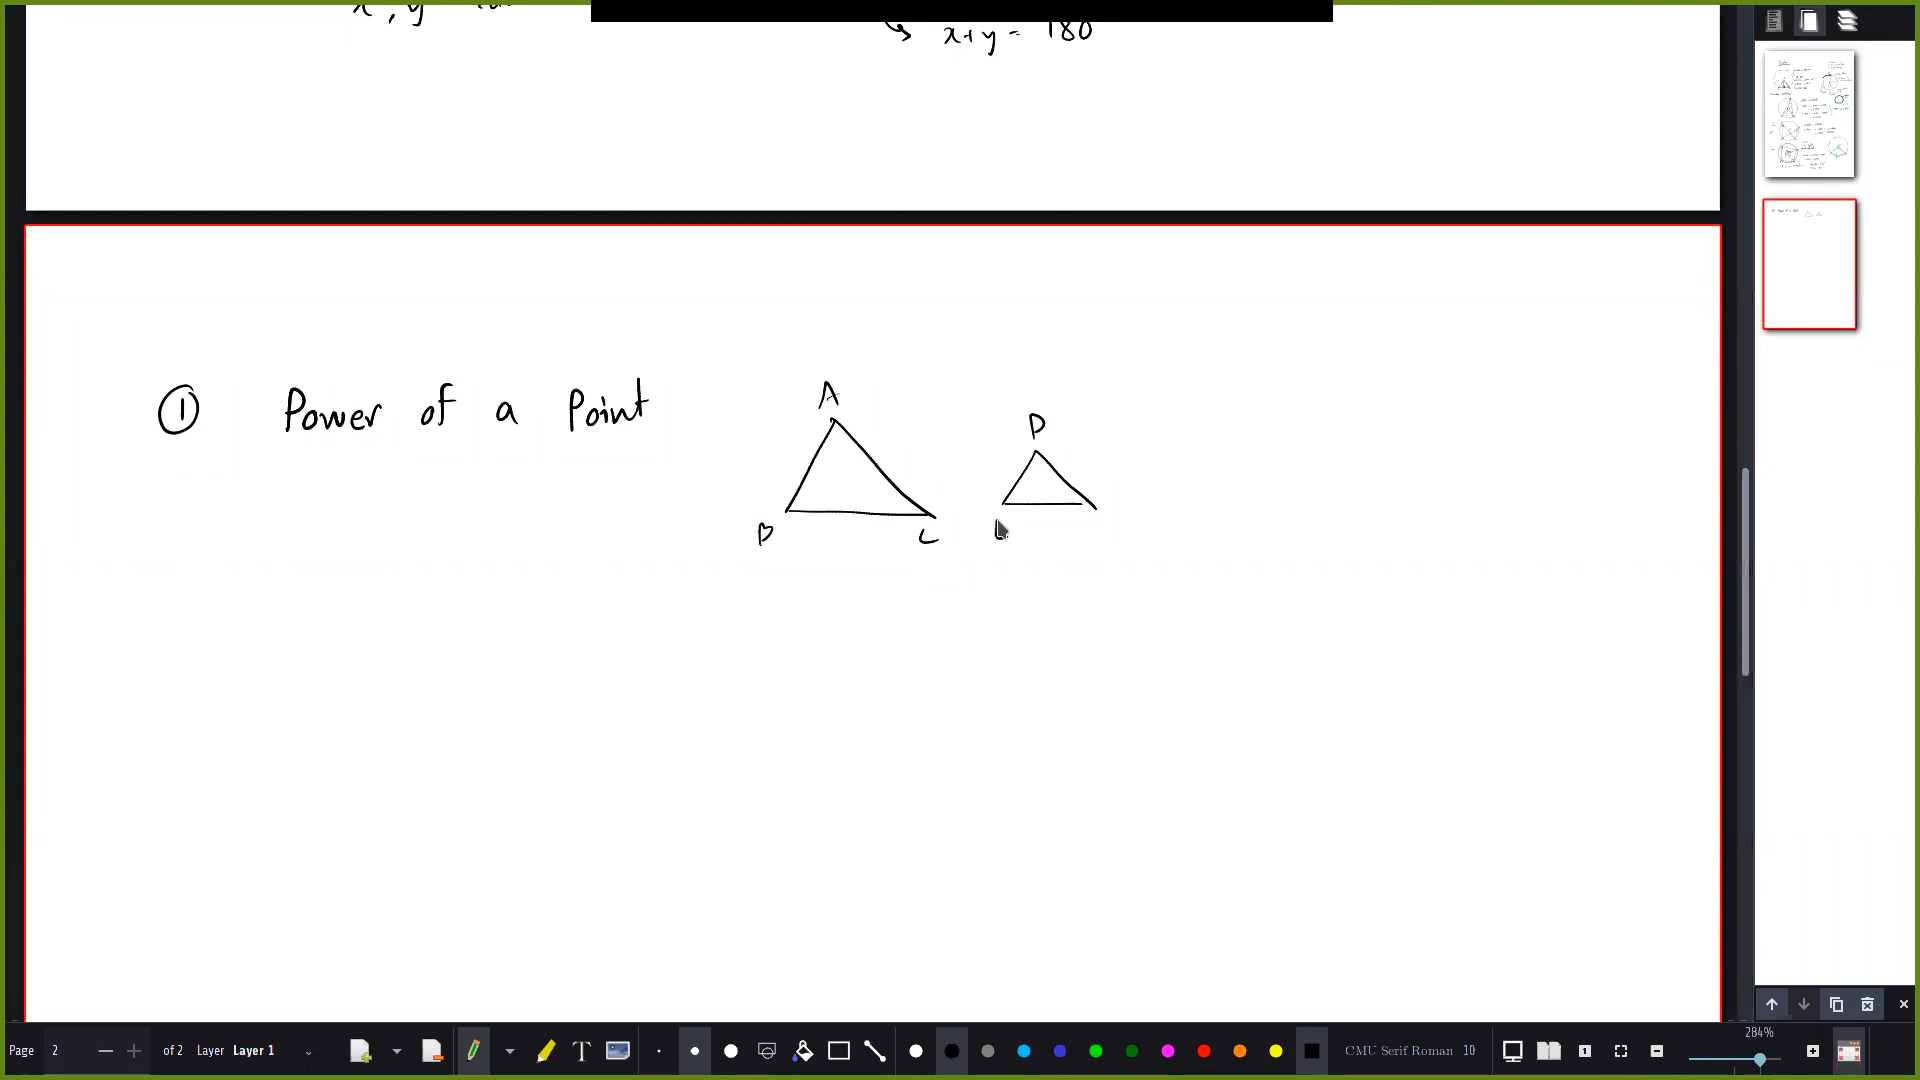 x, y
x+y = 180
① Power of a Point
A
D
B
C
Page 2 of 2 Layer Layer 1
CMU Serif Roman 10
284%